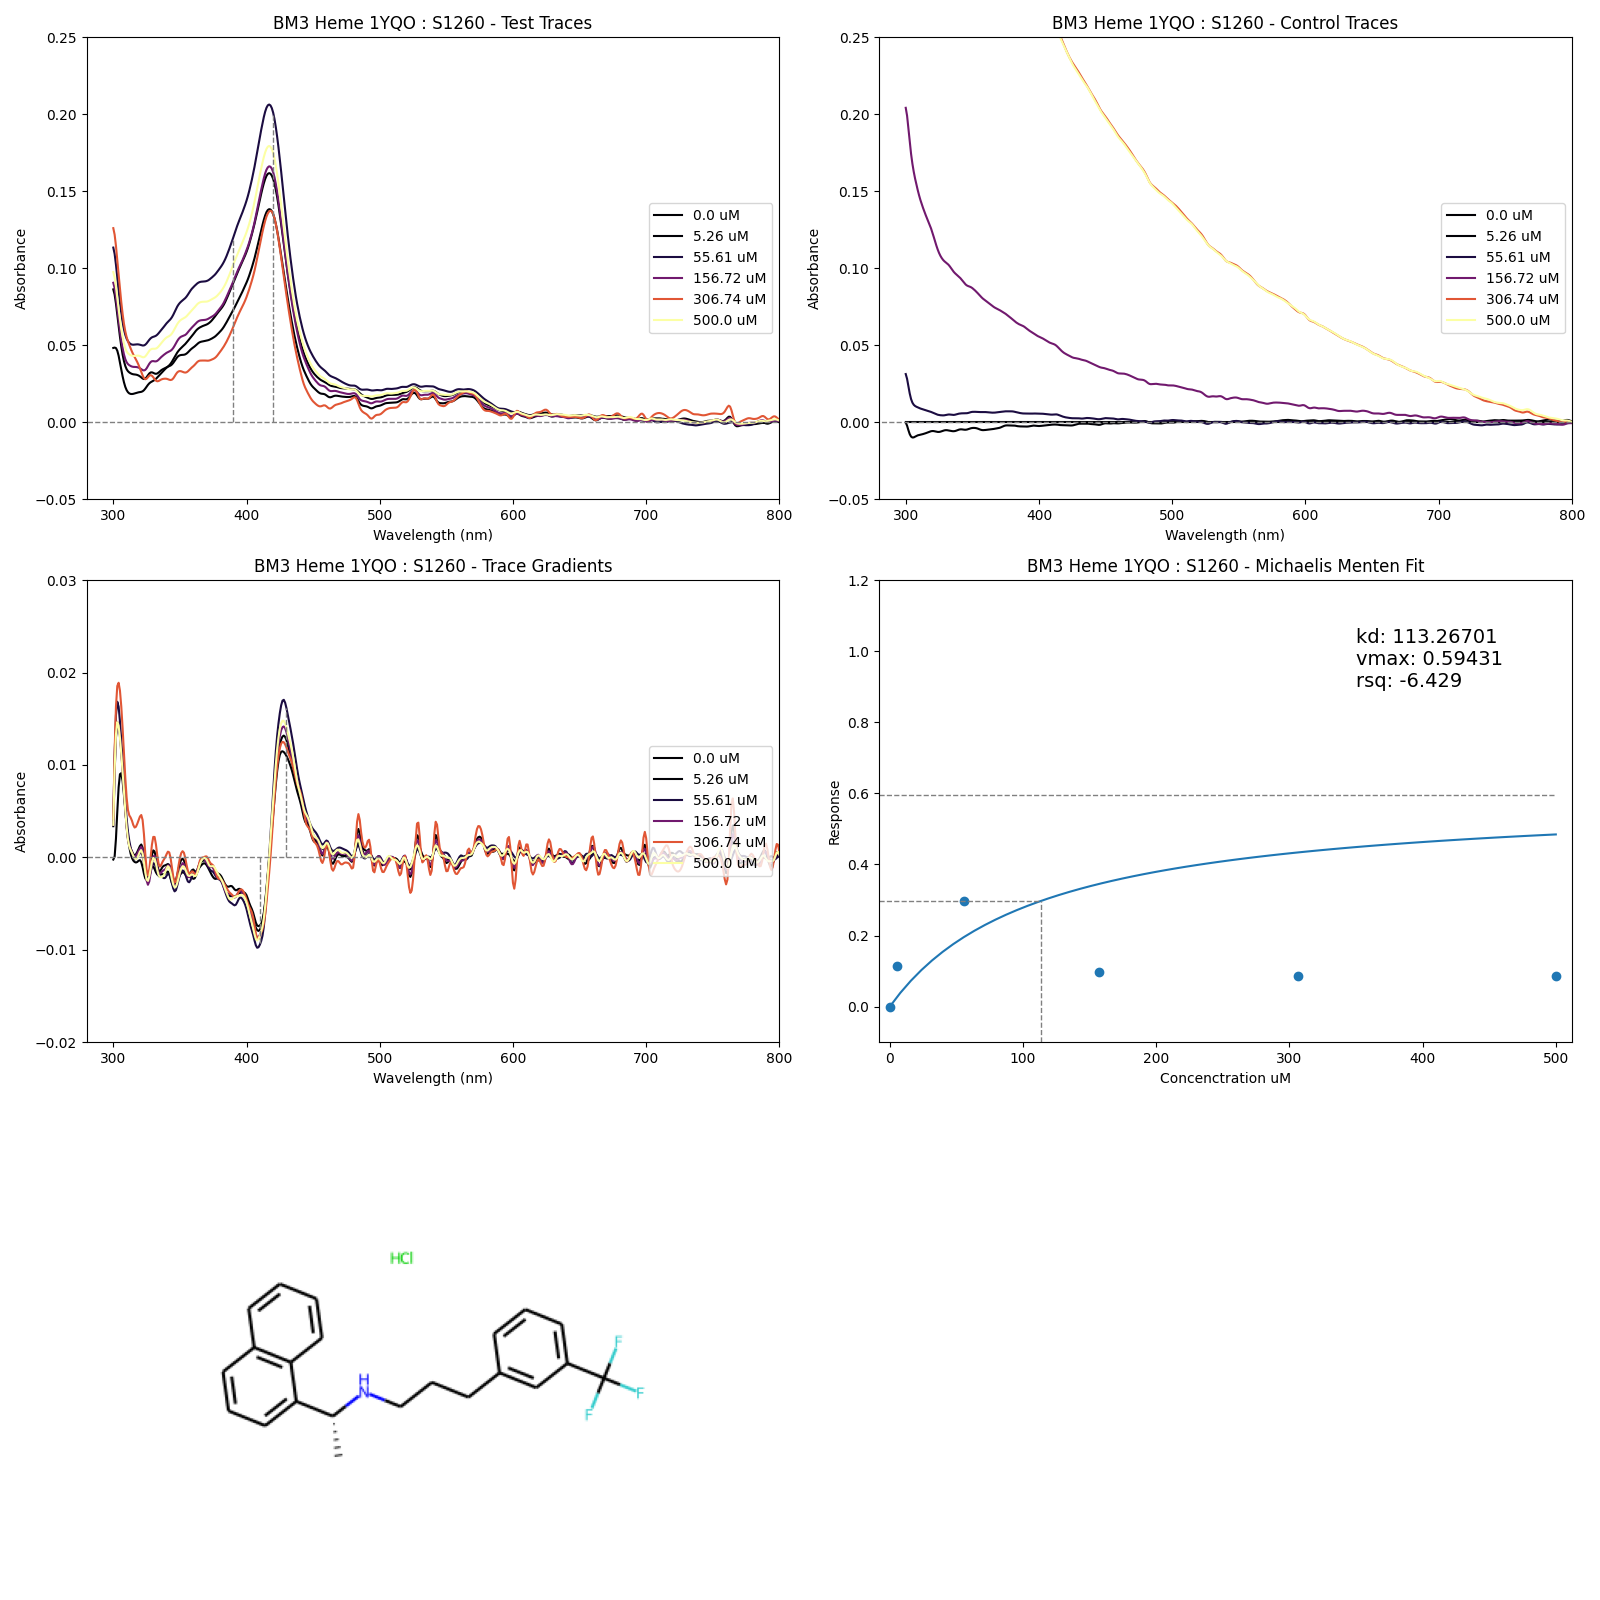 BM3 Heme 1YQO : S1260 - Test Traces
0.25
0.20
0.15
0.10
0.05
0.00
−0.05
Absorbance
300
400
500
600
700
800
Wavelength (nm)
0.0 uM
5.26 uM
55.61 uM
156.72 uM
306.74 uM
500.0 uM
BM3 Heme 1YQO : S1260 - Control Traces
0.25
0.20
0.15
0.10
0.05
0.00
−0.05
Absorbance
300
400
500
600
700
800
Wavelength (nm)
0.0 uM
5.26 uM
55.61 uM
156.72 uM
306.74 uM
500.0 uM
BM3 Heme 1YQO : S1260 - Trace Gradients
0.03
0.02
0.01
0.00
−0.01
−0.02
Absorbance
300
400
500
600
700
800
Wavelength (nm)
0.0 uM
5.26 uM
55.61 uM
156.72 uM
306.74 uM
500.0 uM
BM3 Heme 1YQO : S1260 - Michaelis Menten Fit
1.2
1.0
0.8
0.6
0.4
0.2
0.0
Response
0
100
200
300
400
500
Concenctration uM
kd: 113.26701
vmax: 0.59431
rsq: -6.429
HCl
H
N
F
F
F